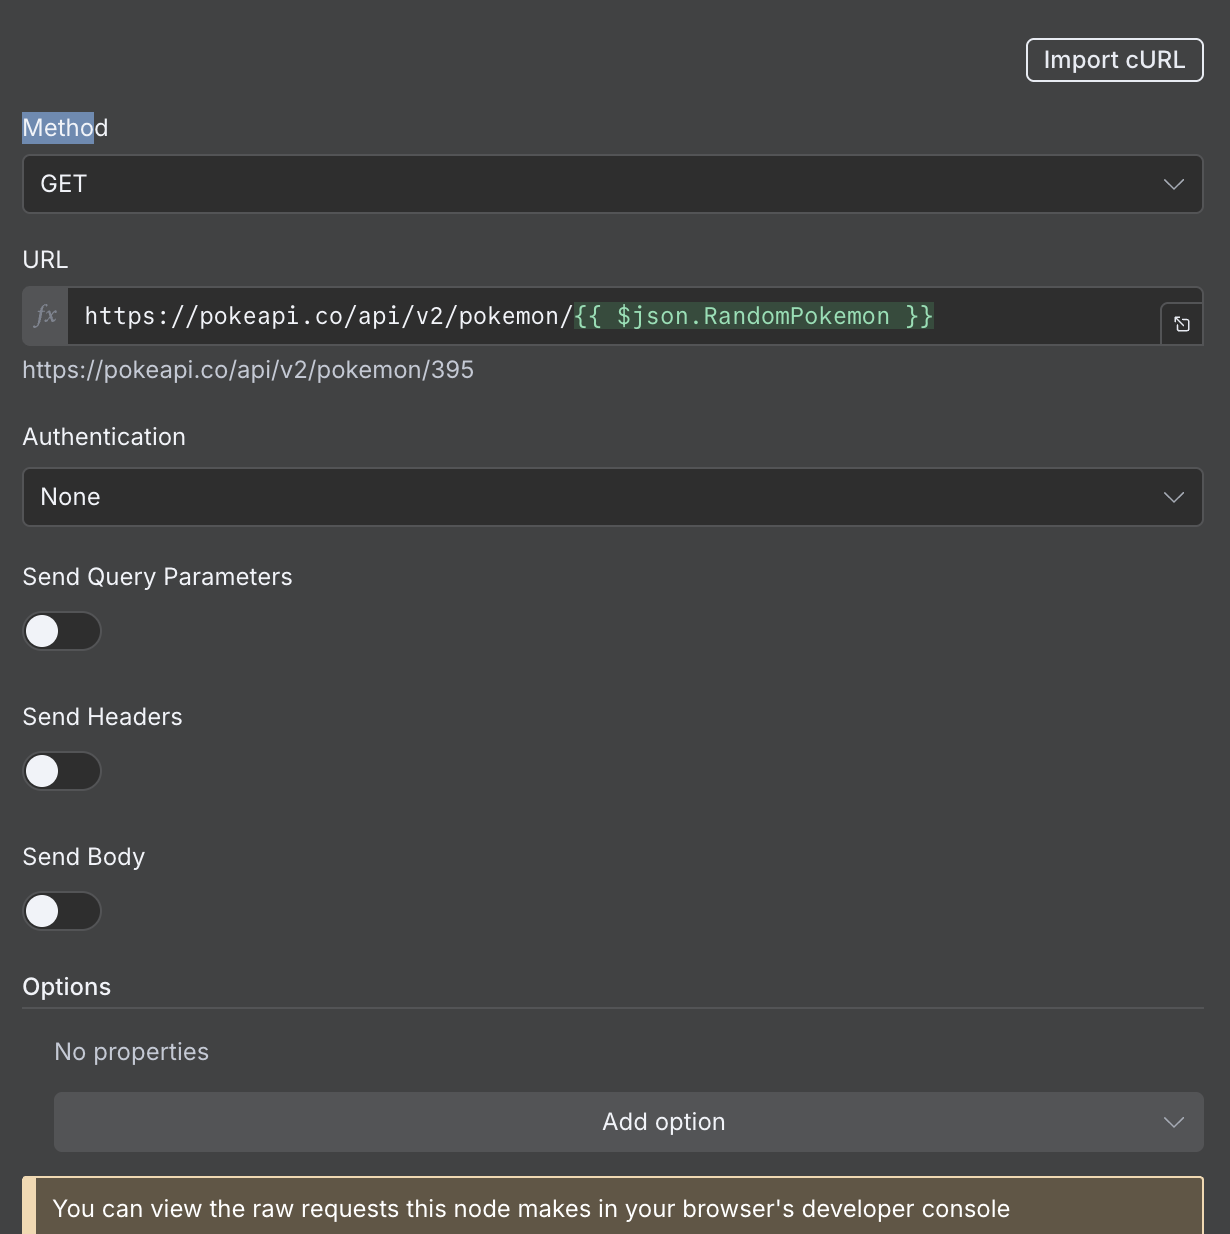 Import cURL
Method
GET
URL
fx https://pokeapi.co/api/v2/pokemon/{{ $json.RandomPokemon }}
https://pokeapi.co/api/v2/pokemon/395
Authentication
None
Send Query Parameters
Send Headers
Send Body
Options
No properties
Add option
You can view the raw requests this node makes in your browser's developer console